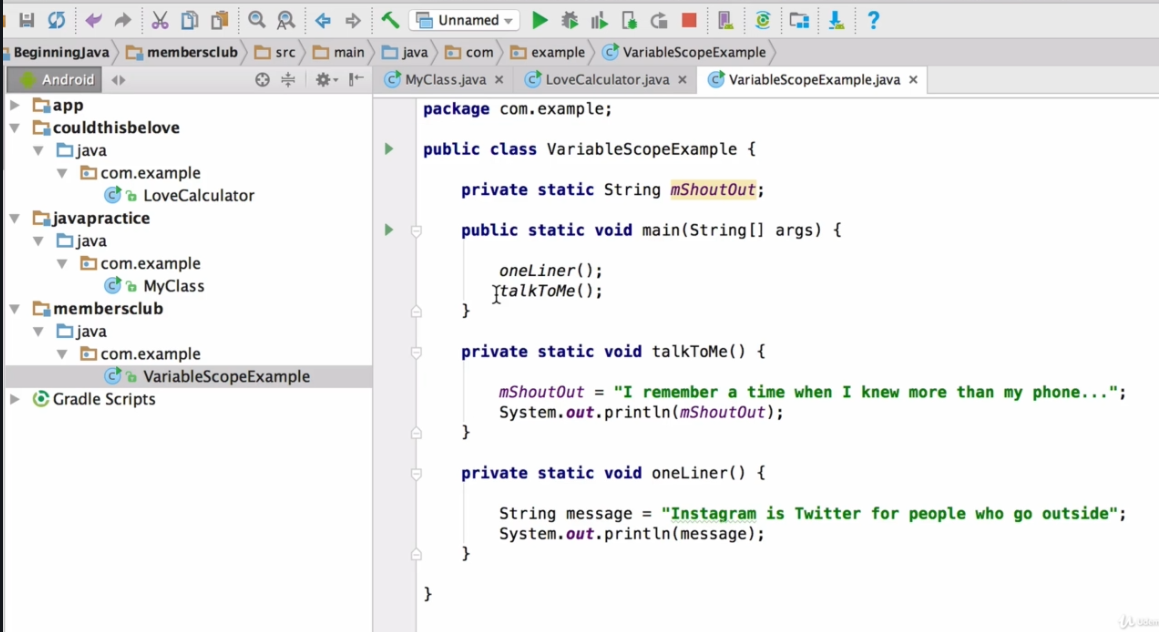 Unnamed
BeginningJava membersclub src main java com example VariableScopeExample
Android
MyClass.java LoveCalculator.java VariableScopeExample.java
app
couldthisbelove
java
com.example
LoveCalculator
javapractice
java
com.example
MyClass
membersclub
java
com.example
VariableScopeExample
Gradle Scripts
package com.example;
public class VariableScopeExample {
private static String mShoutOut;
public static void main(String[] args) {
oneLiner();
talkToMe();
}
private static void talkToMe() {
mShoutOut = "I remember a time when I knew more than my phone...";
System.out.println(mShoutOut);
}
private static void oneLiner() {
String message = "Instagram is Twitter for people who go outside";
System.out.println(message);
}
}